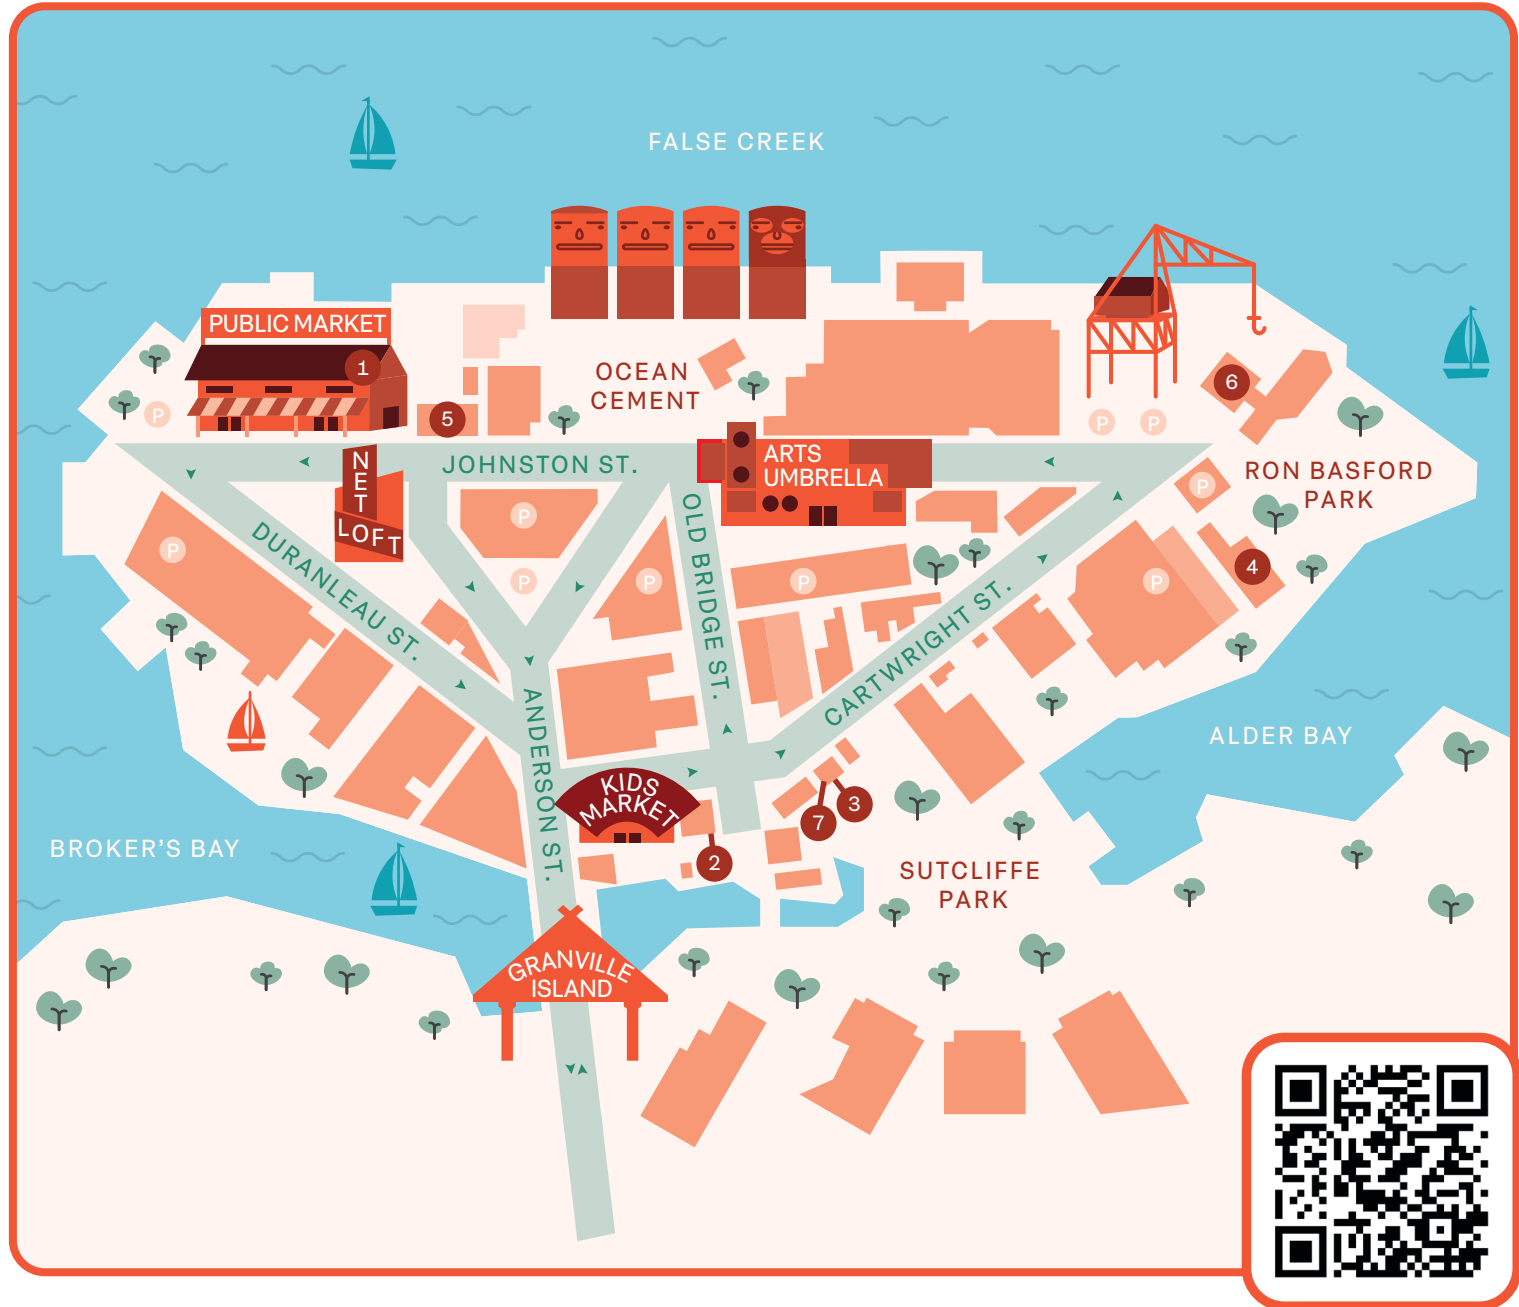 FALSE CREEK
PUBLIC MARKET
1
OCEAN
CEMENT
5
6
P
P
P
NET
LOFT
JOHNSTON ST.
ARTS
UMBRELLA
RON BASFORD
PARK
P
P
P
P
P
P
P
4
DURANLEAU ST.
OLD BRIDGE ST.
CARTWRIGHT ST.
ANDERSON ST.
KIDS
MARKET
ALDER BAY
3
7
2
BROKER'S BAY
SUTCLIFFE
PARK
GRANVILLE
ISLAND